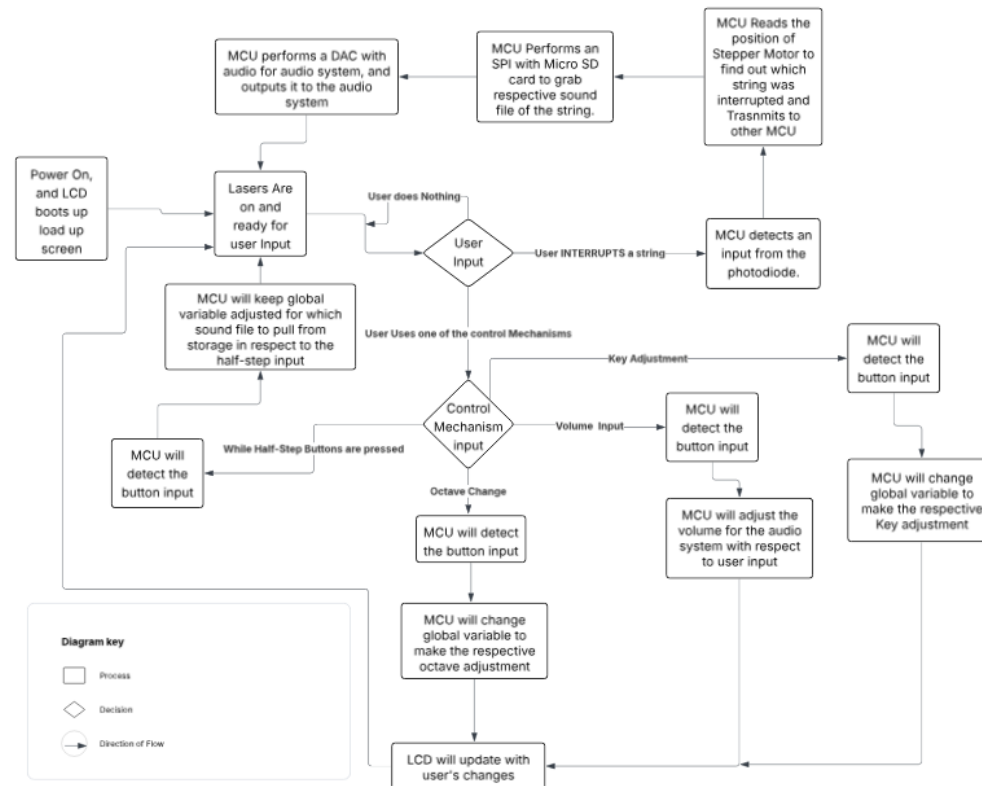 MCU performs a DAC with
audio for audio system, and
outputs it to the audio
system
MCU Performs an
SPI with Micro SD
card to grab
respective sound
file of the string.
MCU Reads the
position of
Stepper Motor to
find out which
string was
interrupted and
Trasnmits to
other MCU
Power On,
and LCD
boots up
load up
screen
Lasers Are
on and
ready for
user Input
User does Nothing
User
Input
User INTERRUPTS a string
MCU detects an
input from the
photodiode.
MCU will keep global
variable adjusted for which
sound file to pull from
storage in respect to the
half-step input
User Uses one of the control Mechanisms
Key Adjustment
MCU will
detect the
button input
Control
Mechanism
input
Volume Input
MCU will
detect the
button input
While Half-Step Buttons are pressed
MCU will
detect the
button input
Octave Change
MCU will detect
the button input
MCU will adjust the
volume for the audio
system with respect
to user input
MCU will change
global variable to
make the respective
Key adjustment
MCU will change
global variable to
make the respective
octave adjustment
Diagram key
Process
Decision
Direction of Flow
LCD will update with
user's changes